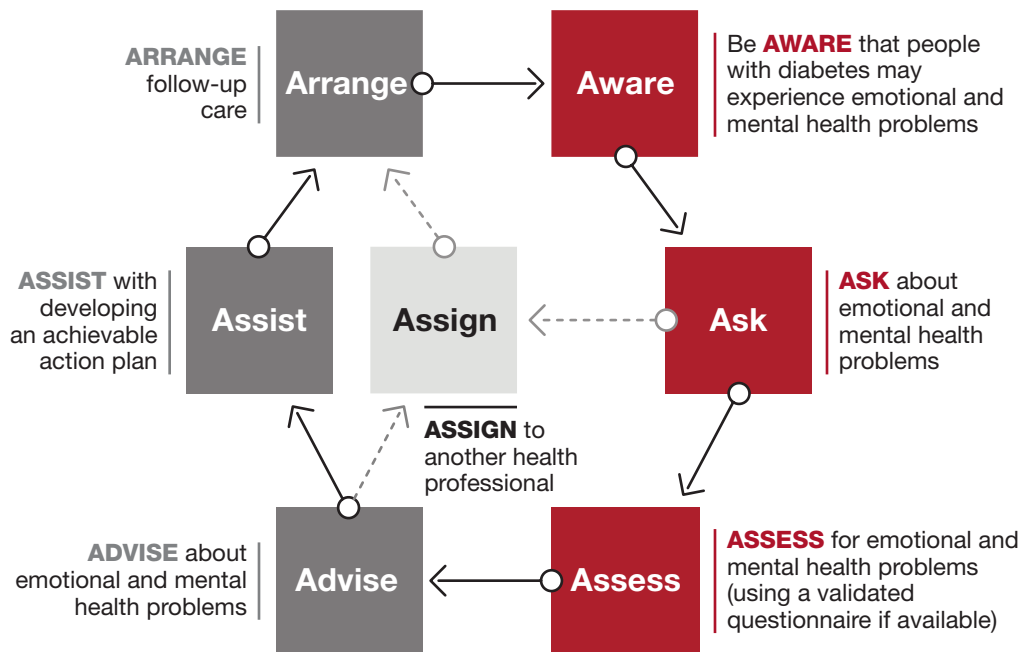 Arrange
ARRANGE
follow-up
care
Aware
Be AWARE that people
with diabetes may
experience emotional and
mental health problems
Ask
ASK about
emotional and
mental health
problems
Assess
ASSESS for emotional and
mental health problems
(using a validated
questionnaire if available)
Advise
ADVISE about
emotional and mental
health problems
Assist
ASSIST with
developing
an achievable
action plan
Assign
ASSIGN to
another health
professional